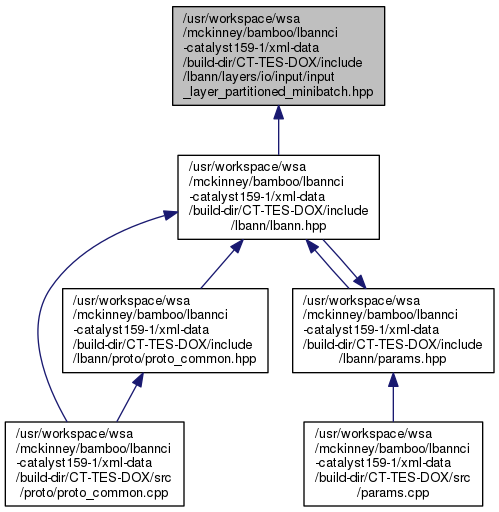 /usr/workspace/wsa
/mckinney/bamboo/lbannci
-catalyst159-1/xml-data
/build-dir/CT-TES-DOX/include
/lbann/layers/io/input/input
_layer_partitioned_minibatch.hpp
/usr/workspace/wsa
/mckinney/bamboo/lbannci
-catalyst159-1/xml-data
/build-dir/CT-TES-DOX/include
/lbann/lbann.hpp
/usr/workspace/wsa
/mckinney/bamboo/lbannci
-catalyst159-1/xml-data
/build-dir/CT-TES-DOX/include
/lbann/proto/proto_common.hpp
/usr/workspace/wsa
/mckinney/bamboo/lbannci
-catalyst159-1/xml-data
/build-dir/CT-TES-DOX/include
/lbann/params.hpp
/usr/workspace/wsa
/mckinney/bamboo/lbannci
-catalyst159-1/xml-data
/build-dir/CT-TES-DOX/src
/proto/proto_common.cpp
/usr/workspace/wsa
/mckinney/bamboo/lbannci
-catalyst159-1/xml-data
/build-dir/CT-TES-DOX/src
/params.cpp